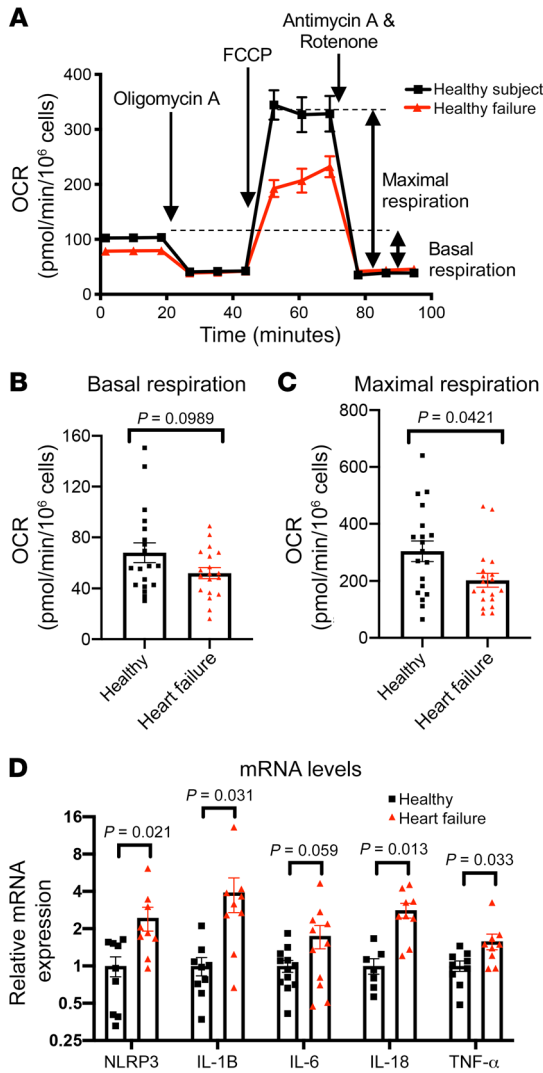 A
Antimycin A &
Rotenone
FCCP
Oligomycin A
Healthy subject
Healthy failure
OCR
(pmol/min/10⁶ cells)
400
300
200
100
0
Maximal
respiration
Basal
respiration
0 20 40 60 80 100
Time (minutes)
B
Basal respiration
P = 0.0989
OCR
(pmol/min/10⁶ cells)
160
120
80
40
0
Healthy
Heart failure
C
Maximal respiration
P = 0.0421
OCR
(pmol/min/10⁶ cells)
800
600
400
200
0
Healthy
Heart failure
D
mRNA levels
Healthy
Heart failure
Relative mRNA
expression
16
8
4
2
1
0.5
0.25
P = 0.021
P = 0.031
P = 0.059
P = 0.013
P = 0.033
NLRP3 IL-1B IL-6 IL-18 TNF-α